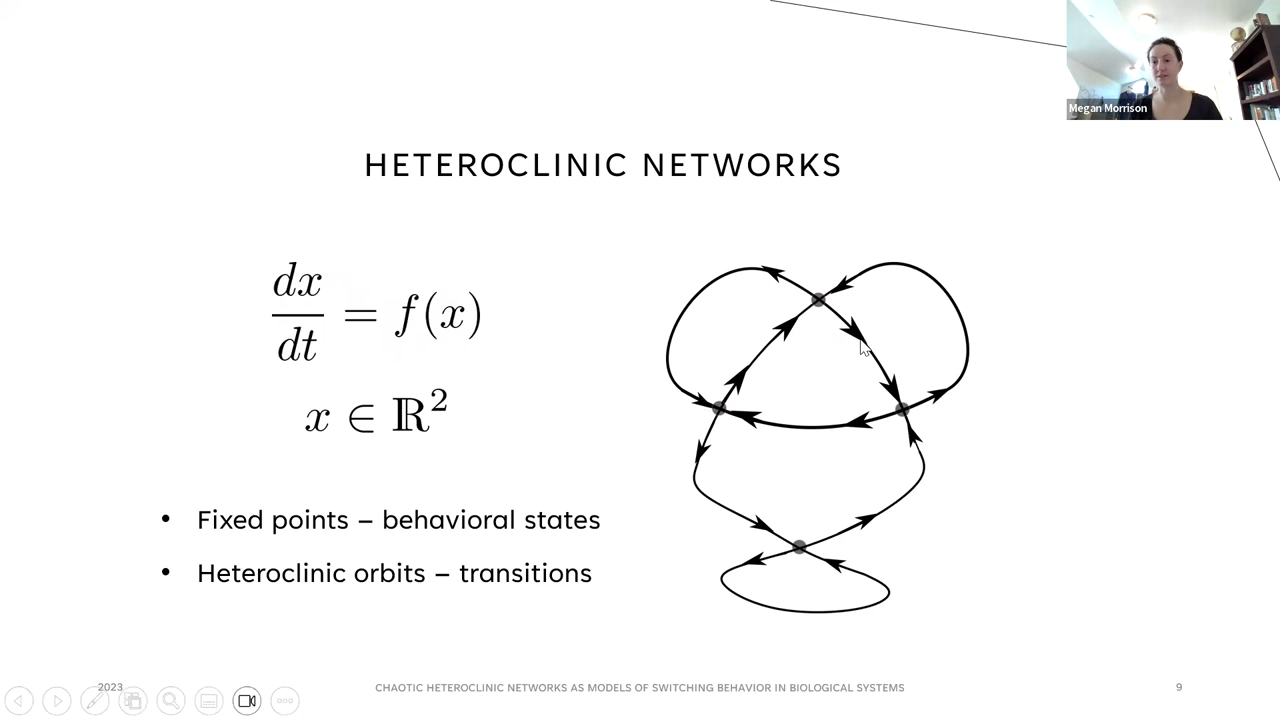 Megan Morrison
HETEROCLINIC NETWORKS
dx/dt = f(x)
x ∈ ℝ²
• Fixed points – behavioral states
• Heteroclinic orbits – transitions
2023
CHAOTIC HETEROCLINIC NETWORKS AS MODELS OF SWITCHING BEHAVIOR IN BIOLOGICAL SYSTEMS
9